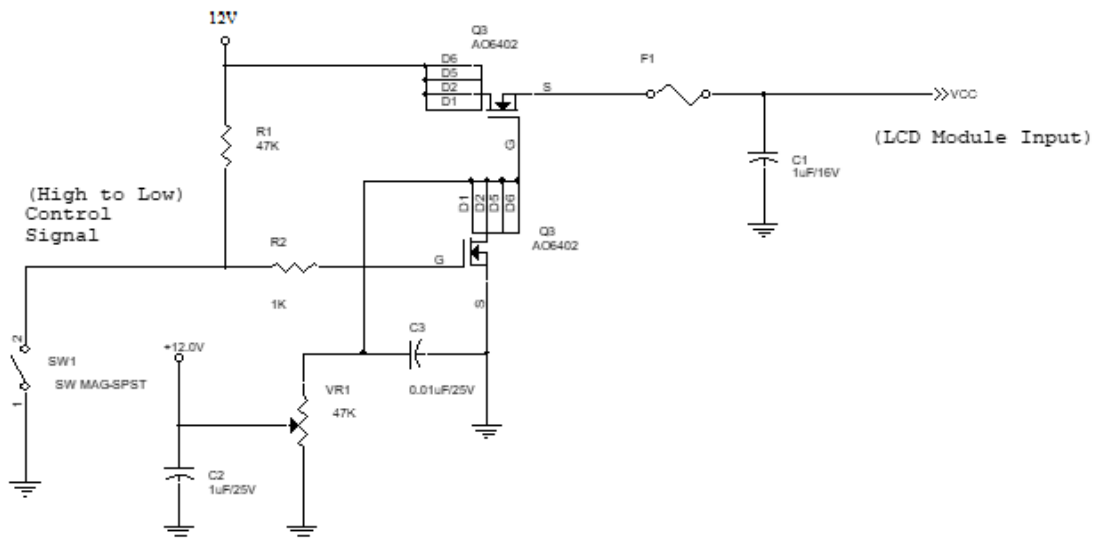 12V
Q3
AO6402
D6
D5
D2
D1
S
G
F1
VCC
(LCD Module Input)
C1
1uF/16V
R1
47K
(High to Low)
Control
Signal
R2
1K
G
D1
D2
D5
D6
Q3
AO6402
S
C3
0.01uF/25V
2
SW1
SW MAG-SPST
1
+12.0V
VR1
47K
C2
1uF/25V